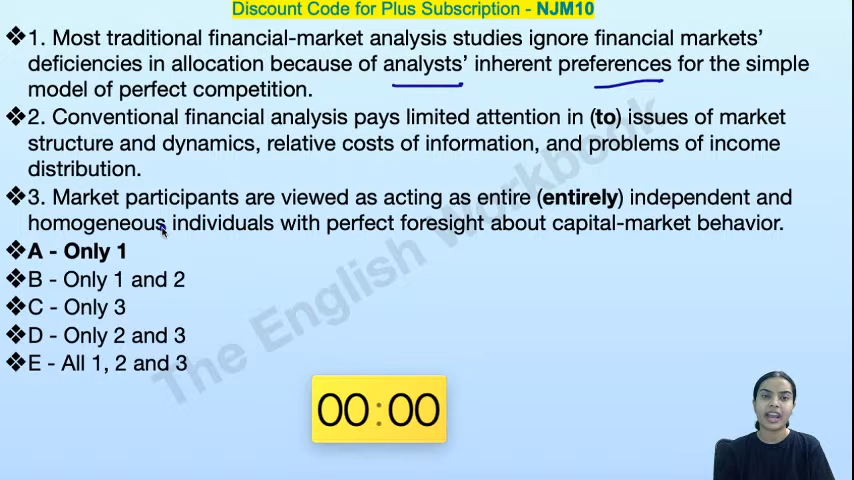 Discount Code for Plus Subscription - NJM10
❖1. Most traditional financial-market analysis studies ignore financial markets’
deficiencies in allocation because of analysts’ inherent preferences for the simple
model of perfect competition.
❖2. Conventional financial analysis pays limited attention in (to) issues of market
structure and dynamics, relative costs of information, and problems of income
distribution.
❖3. Market participants are viewed as acting as entire (entirely) independent and
homogeneous individuals with perfect foresight about capital-market behavior.
❖A - Only 1
❖B - Only 1 and 2
❖C - Only 3
❖D - Only 2 and 3
❖E - All 1, 2 and 3
The English Workbook
00:00